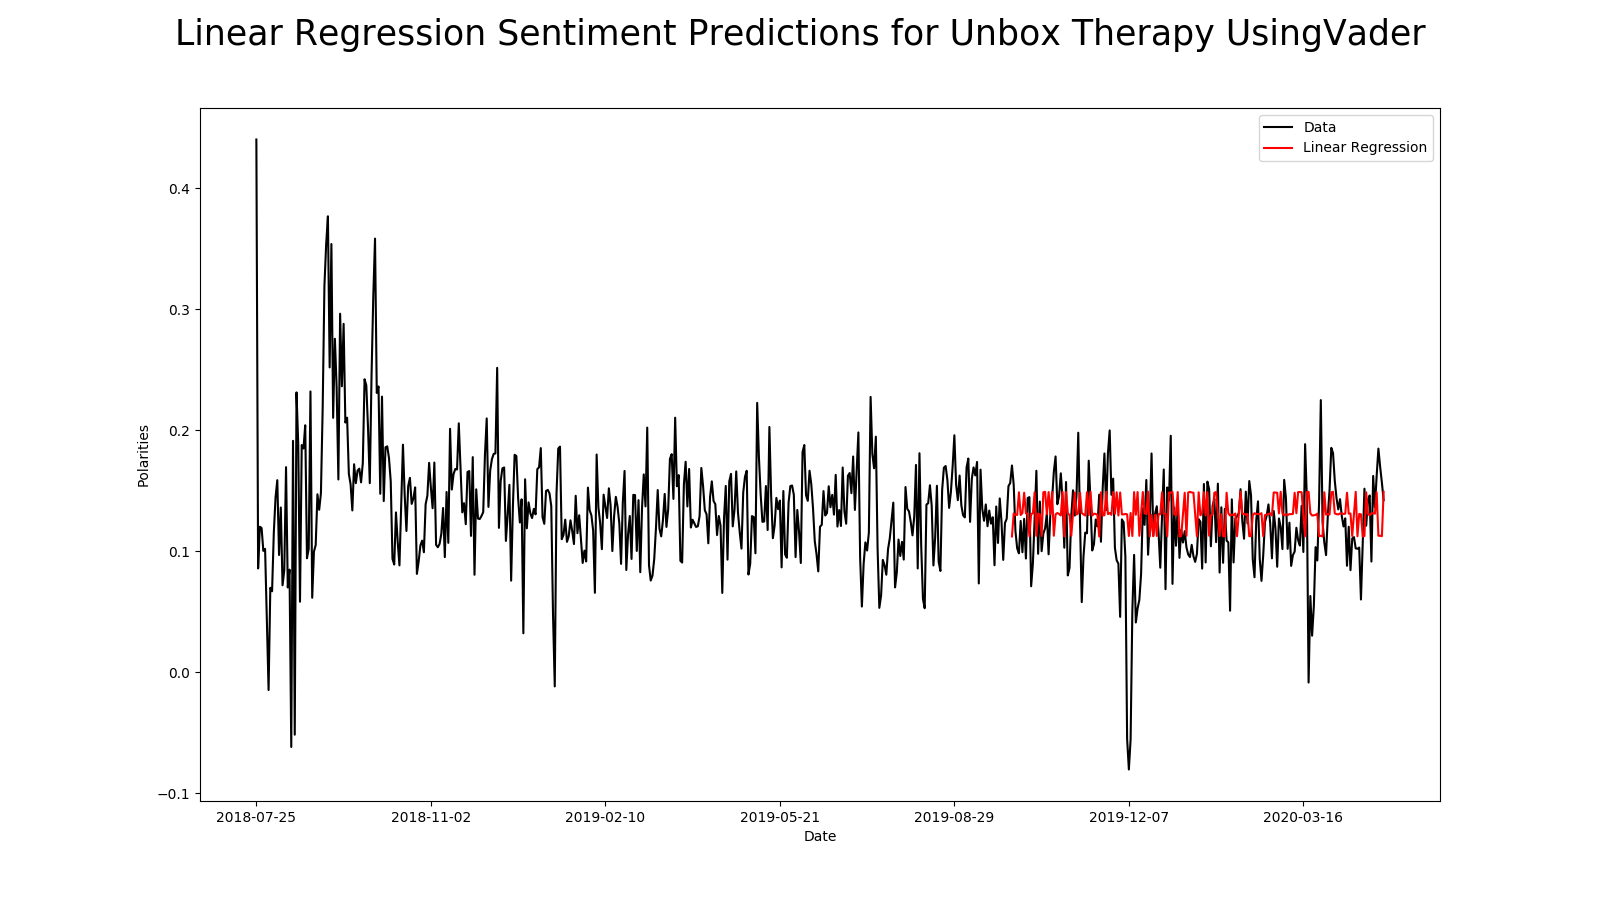 Linear Regression Sentiment Predictions for Unbox Therapy UsingVader
Data
Linear Regression
0.4
0.3
0.2
0.1
0.0
−0.1
Polarities
2018-07-25 2018-11-02 2019-02-10 2019-05-21 2019-08-29 2019-12-07 2020-03-16
Date